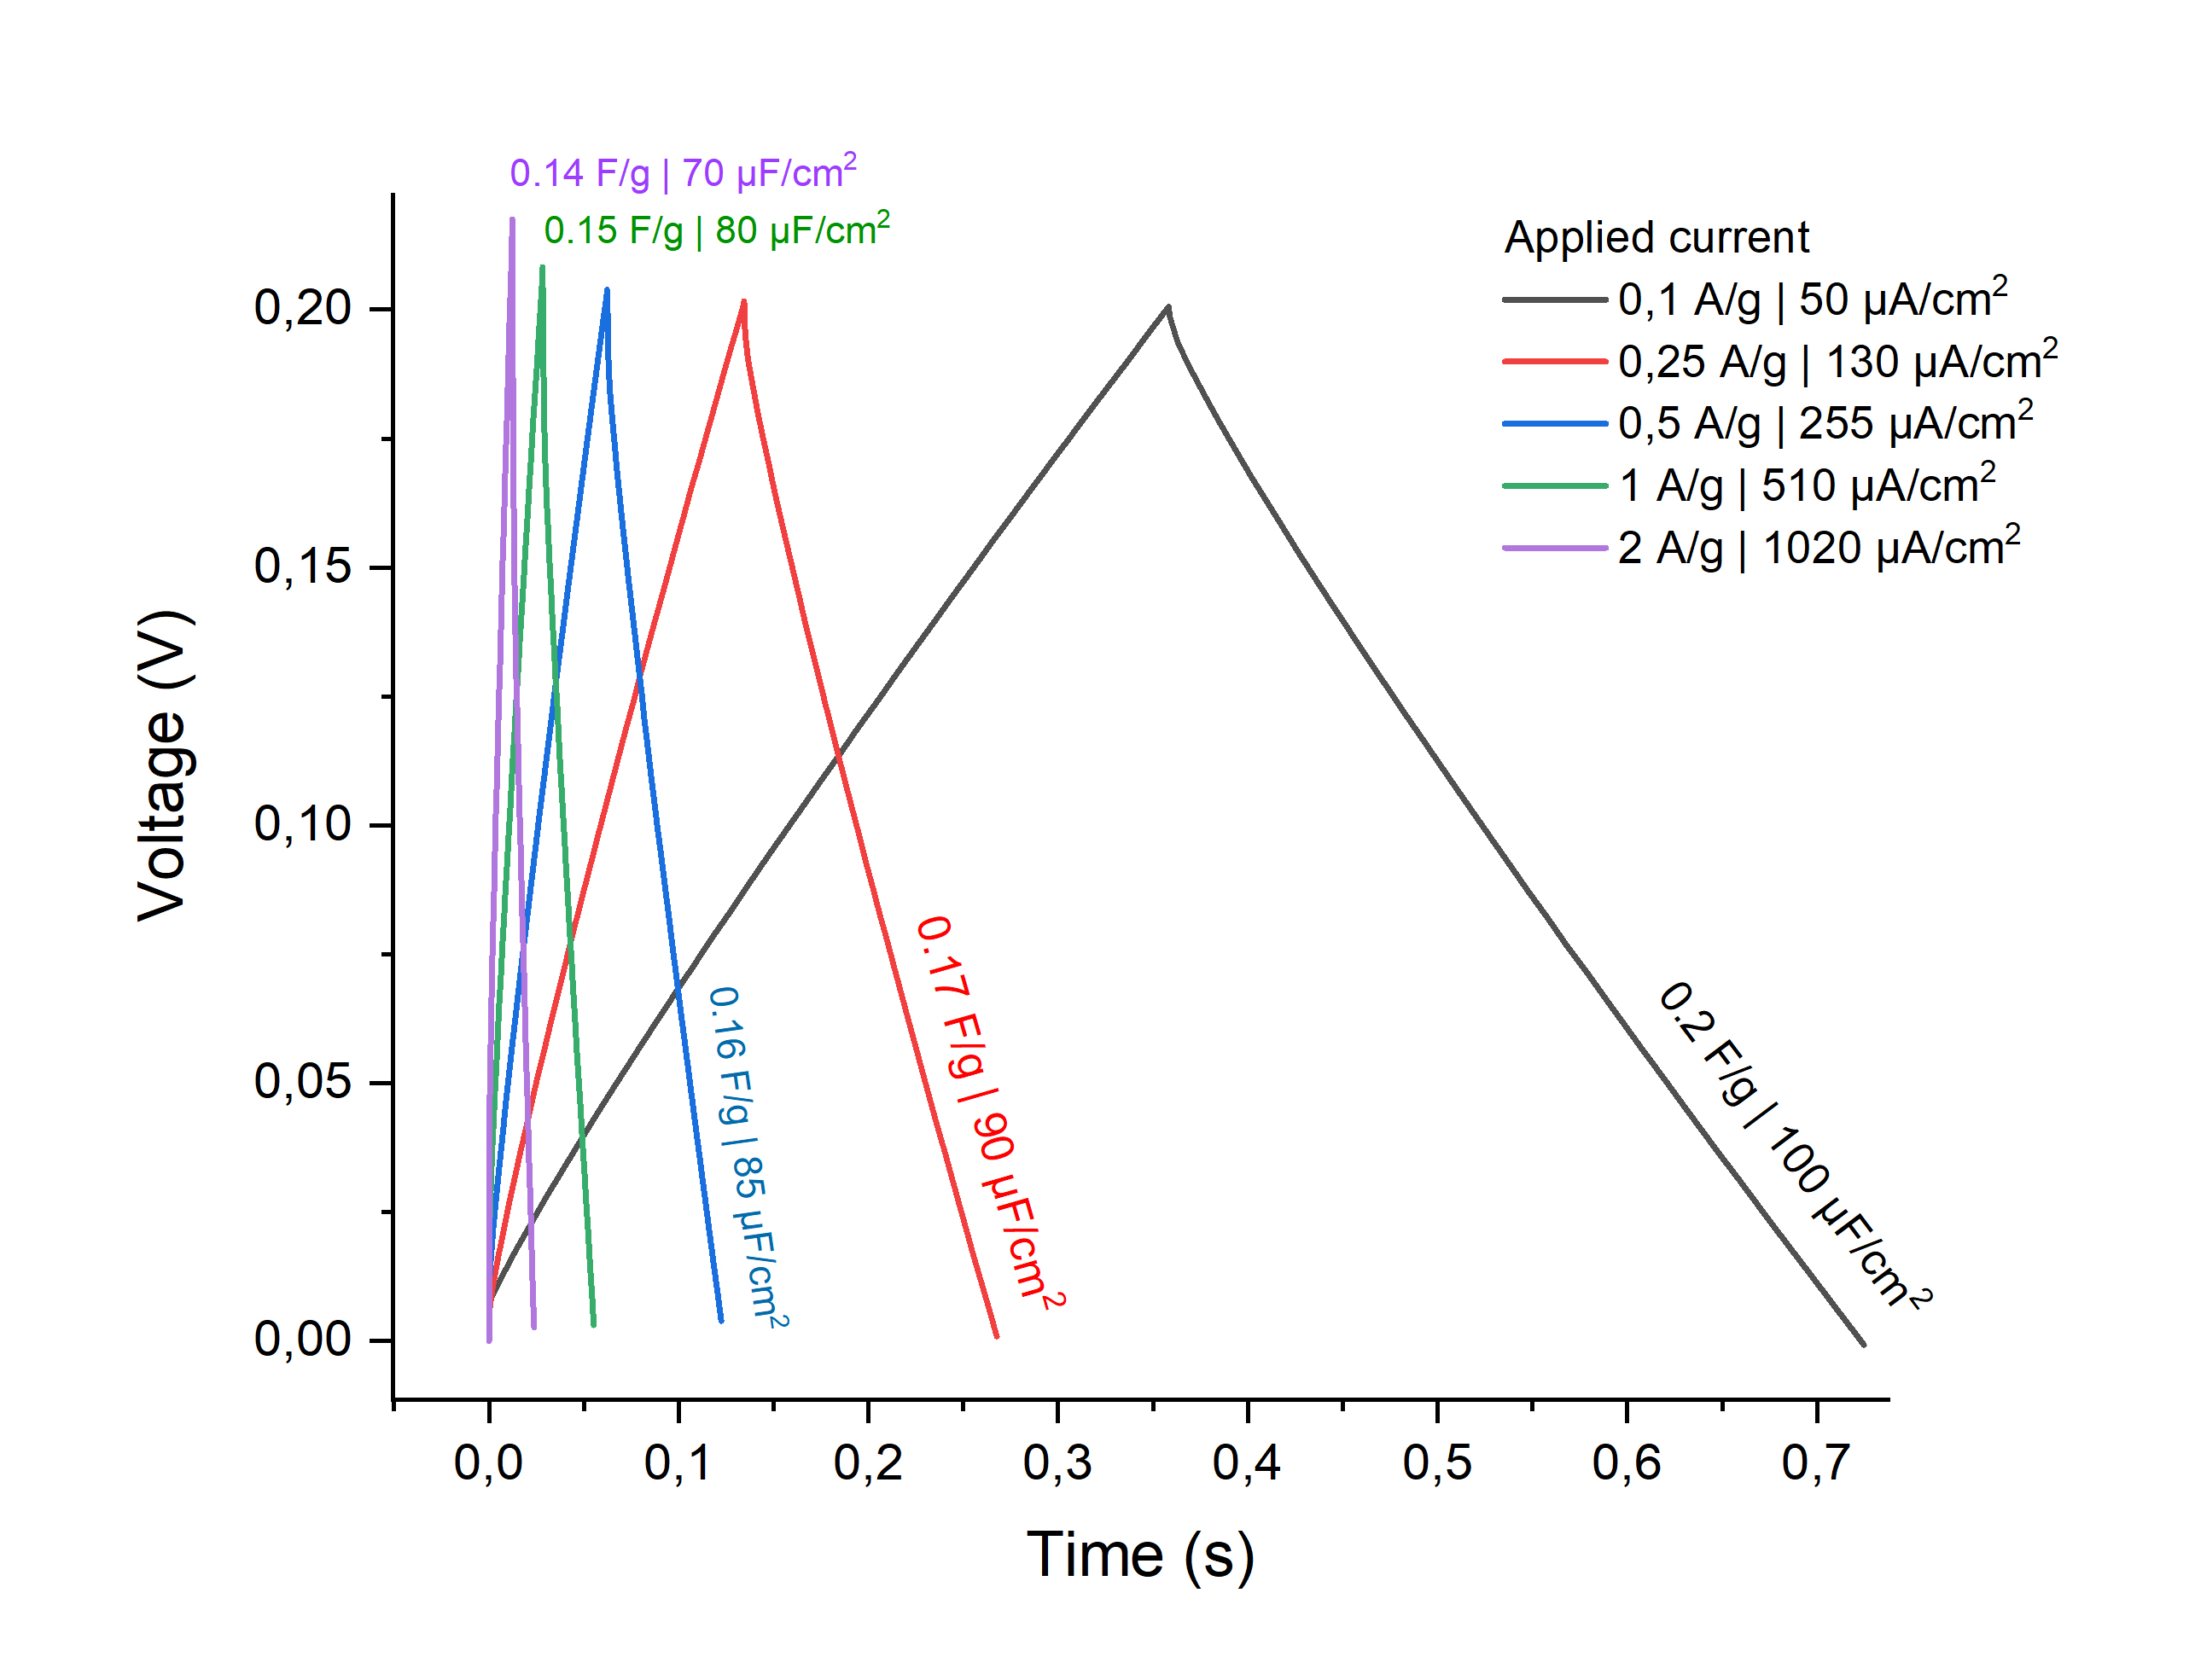 0.14 F/g | 70 µF/cm²
0.15 F/g | 80 µF/cm²
Applied current
0,1 A/g | 50 µA/cm²
0,25 A/g | 130 µA/cm²
0,5 A/g | 255 µA/cm²
1 A/g | 510 µA/cm²
2 A/g | 1020 µA/cm²
0,20
0,15
0,10
0,05
0,00
Voltage (V)
0.16 F/g | 85 µF/cm²
0.17 F/g | 90 µF/cm²
0.2 F/g | 100 µF/cm²
0,0 0,1 0,2 0,3 0,4 0,5 0,6 0,7
Time (s)